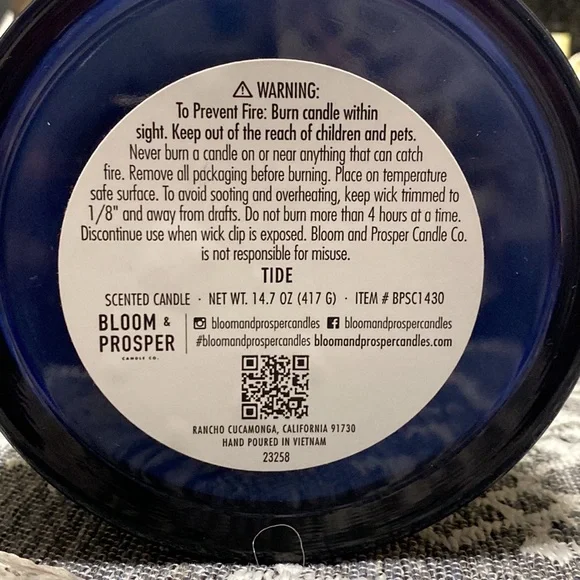 ⚠ WARNING:
To Prevent Fire: Burn candle within
sight. Keep out of the reach of children and pets.
Never burn a candle on or near anything that can catch
fire. Remove all packaging before burning. Place on temperature
safe surface. To avoid sooting and overheating, keep wick trimmed to
1/8" and away from drafts. Do not burn more than 4 hours at a time.
Discontinue use when wick clip is exposed. Bloom and Prosper Candle Co.
is not responsible for misuse.
TIDE
SCENTED CANDLE · NET WT. 14.7 OZ (417 G) · ITEM # BPSC1430
BLOOM &
PROSPER
CANDLE CO.
bloomandprospercandles bloomandprospercandles
#bloomandprospercandles bloomandprospercandles.com
RANCHO CUCAMONGA, CALIFORNIA 91730
HAND POURED IN VIETNAM
23258